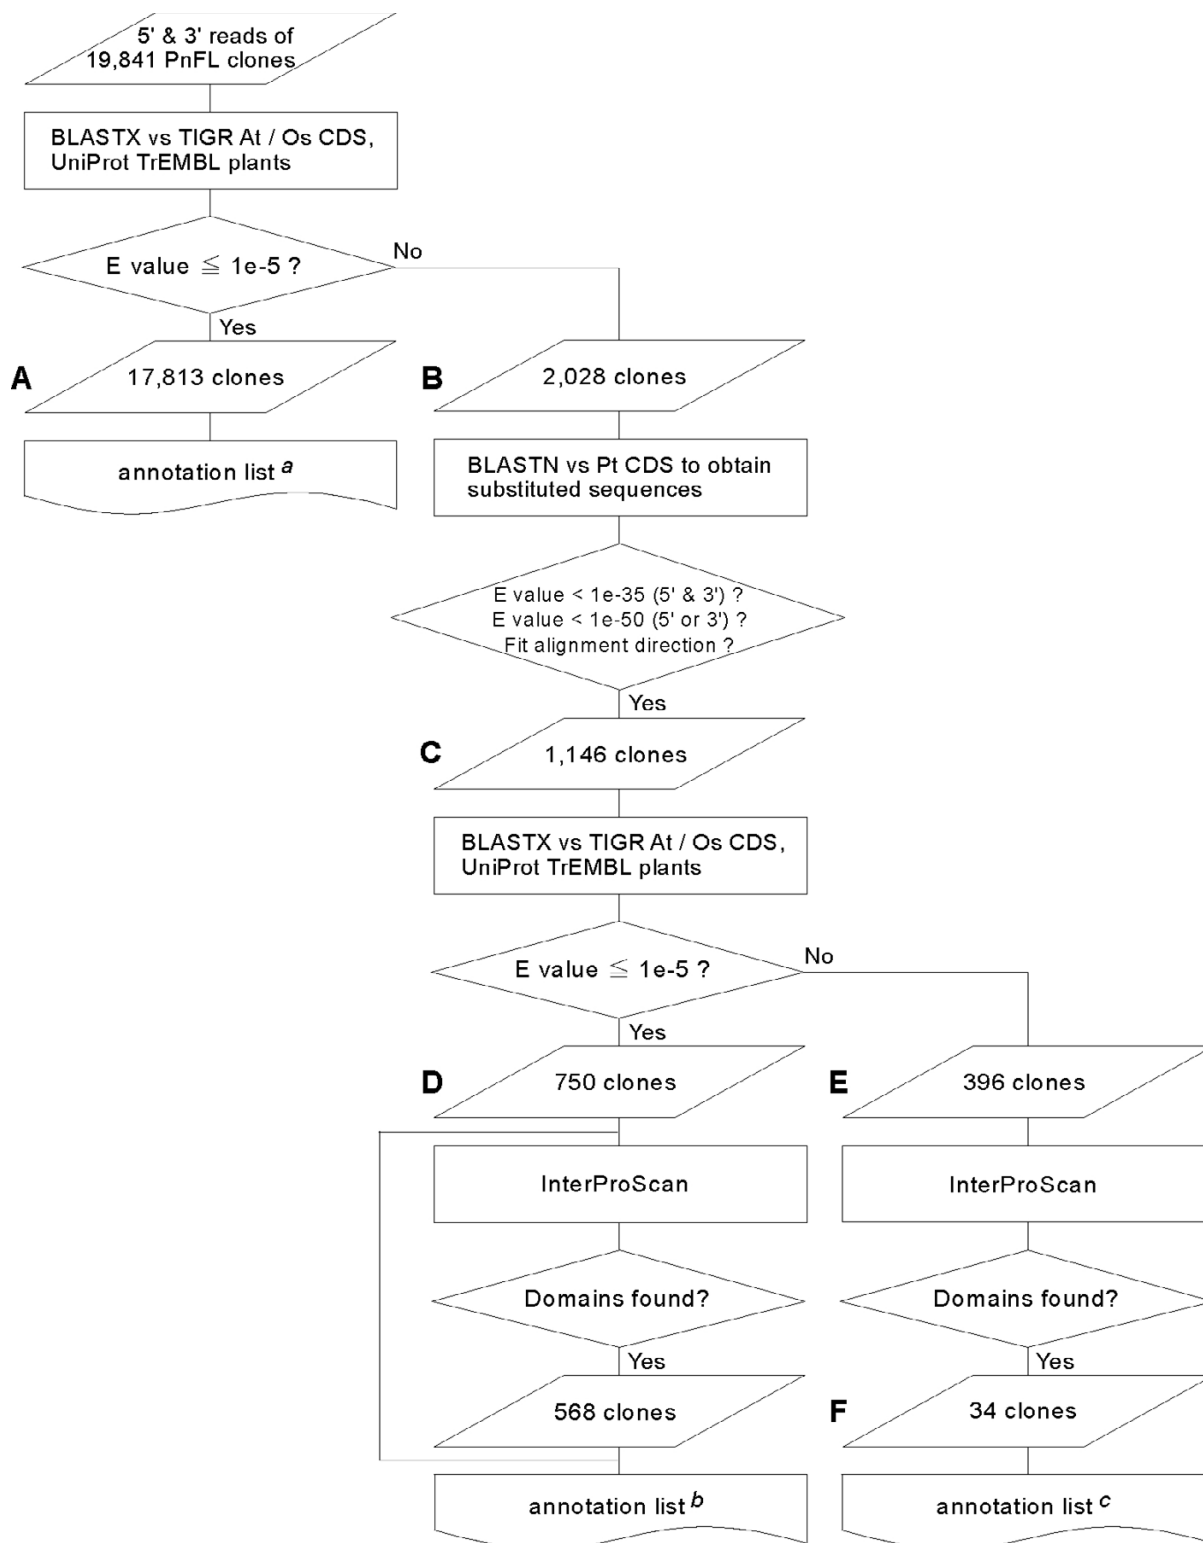 5' & 3' reads of
19,841 PnFL clones
BLASTX vs TIGR At / Os CDS,
UniProt TrEMBL plants
E value ≦ 1e-5 ?
No
Yes
A
17,813 clones
B
2,028 clones
annotation list a
BLASTN vs Pt CDS to obtain
substituted sequences
E value < 1e-35 (5' & 3') ?
E value < 1e-50 (5' or 3') ?
Fit alignment direction ?
Yes
C
1,146 clones
BLASTX vs TIGR At / Os CDS,
UniProt TrEMBL plants
E value ≦ 1e-5 ?
No
Yes
D
750 clones
E
396 clones
InterProScan
InterProScan
Domains found?
Domains found?
Yes
Yes
568 clones
F
34 clones
annotation list b
annotation list c